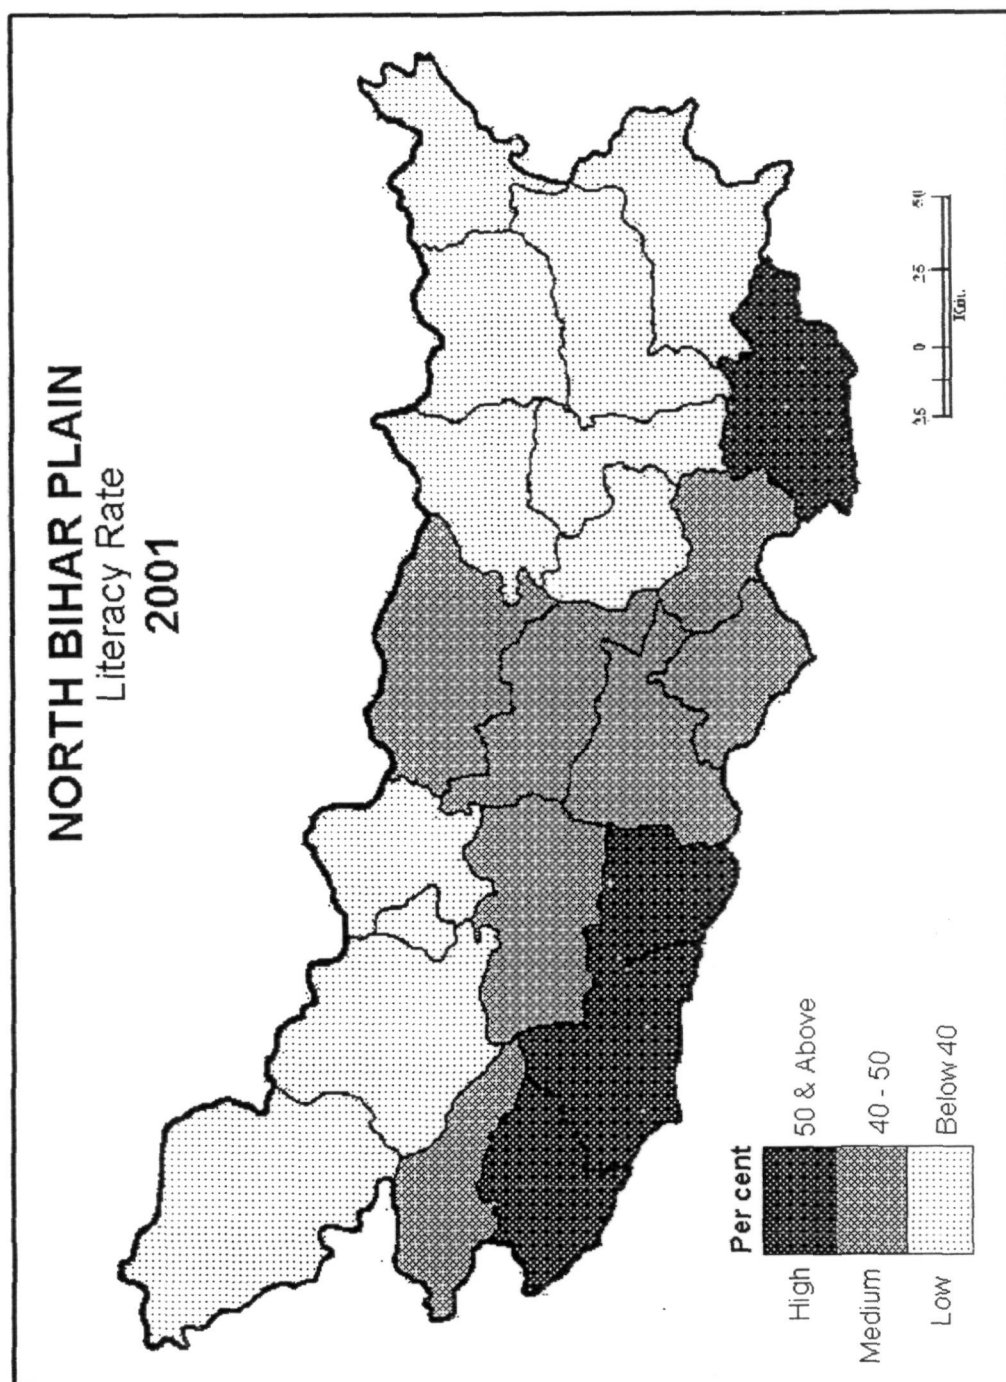 NORTH BIHAR PLAIN
Literacy Rate
2001
Per cent
High 50 & Above
Medium 40 - 50
Low Below 40
25 0 25 50